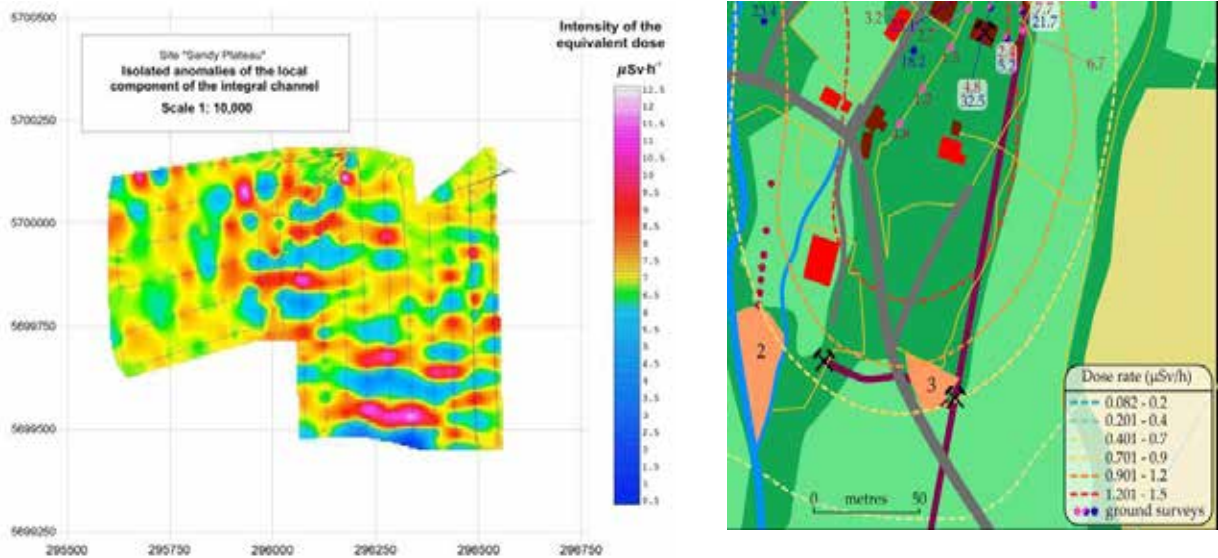 5700500
5700250
5700000
5699750
5699500
5699250
295500
295750
296000
296250
296500
296750
Site "Sandy Plateau"
Isolated anomalies of the local
component of the integral channel
Scale 1: 10,000
Intensity of the
equivalent dose
μSv·h⁻¹
12.5
12
11.5
11
10.5
10
9.5
9
8.5
8
7.5
7
6.5
6
5.5
5
4.5
4
3.5
3
2.5
2
1.5
1
0.5
3.2
7.7
21.7
6.7
16.2
4.8
32.5
2
3
0 metres 50
Dose rate (μSv/h)
0.082 - 0.2
0.201 - 0.4
0.401 - 0.7
0.701 - 0.9
0.901 - 1.2
1.201 - 1.5
ground surveys